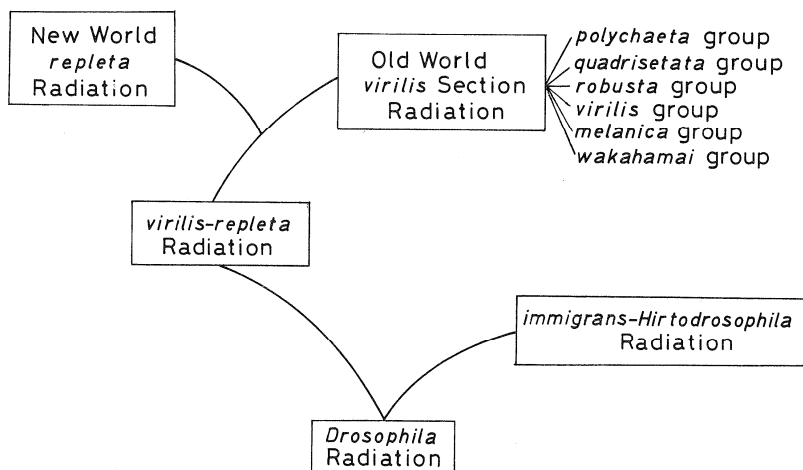 New World
repleta
Radiation
Old World
virilis Section
Radiation
polychaeta group
quadrisetata group
robusta group
virilis group
melanica group
wakahamai group
virilis-repleta
Radiation
immigrans-Hirtodrosophila
Radiation
Drosophila
Radiation